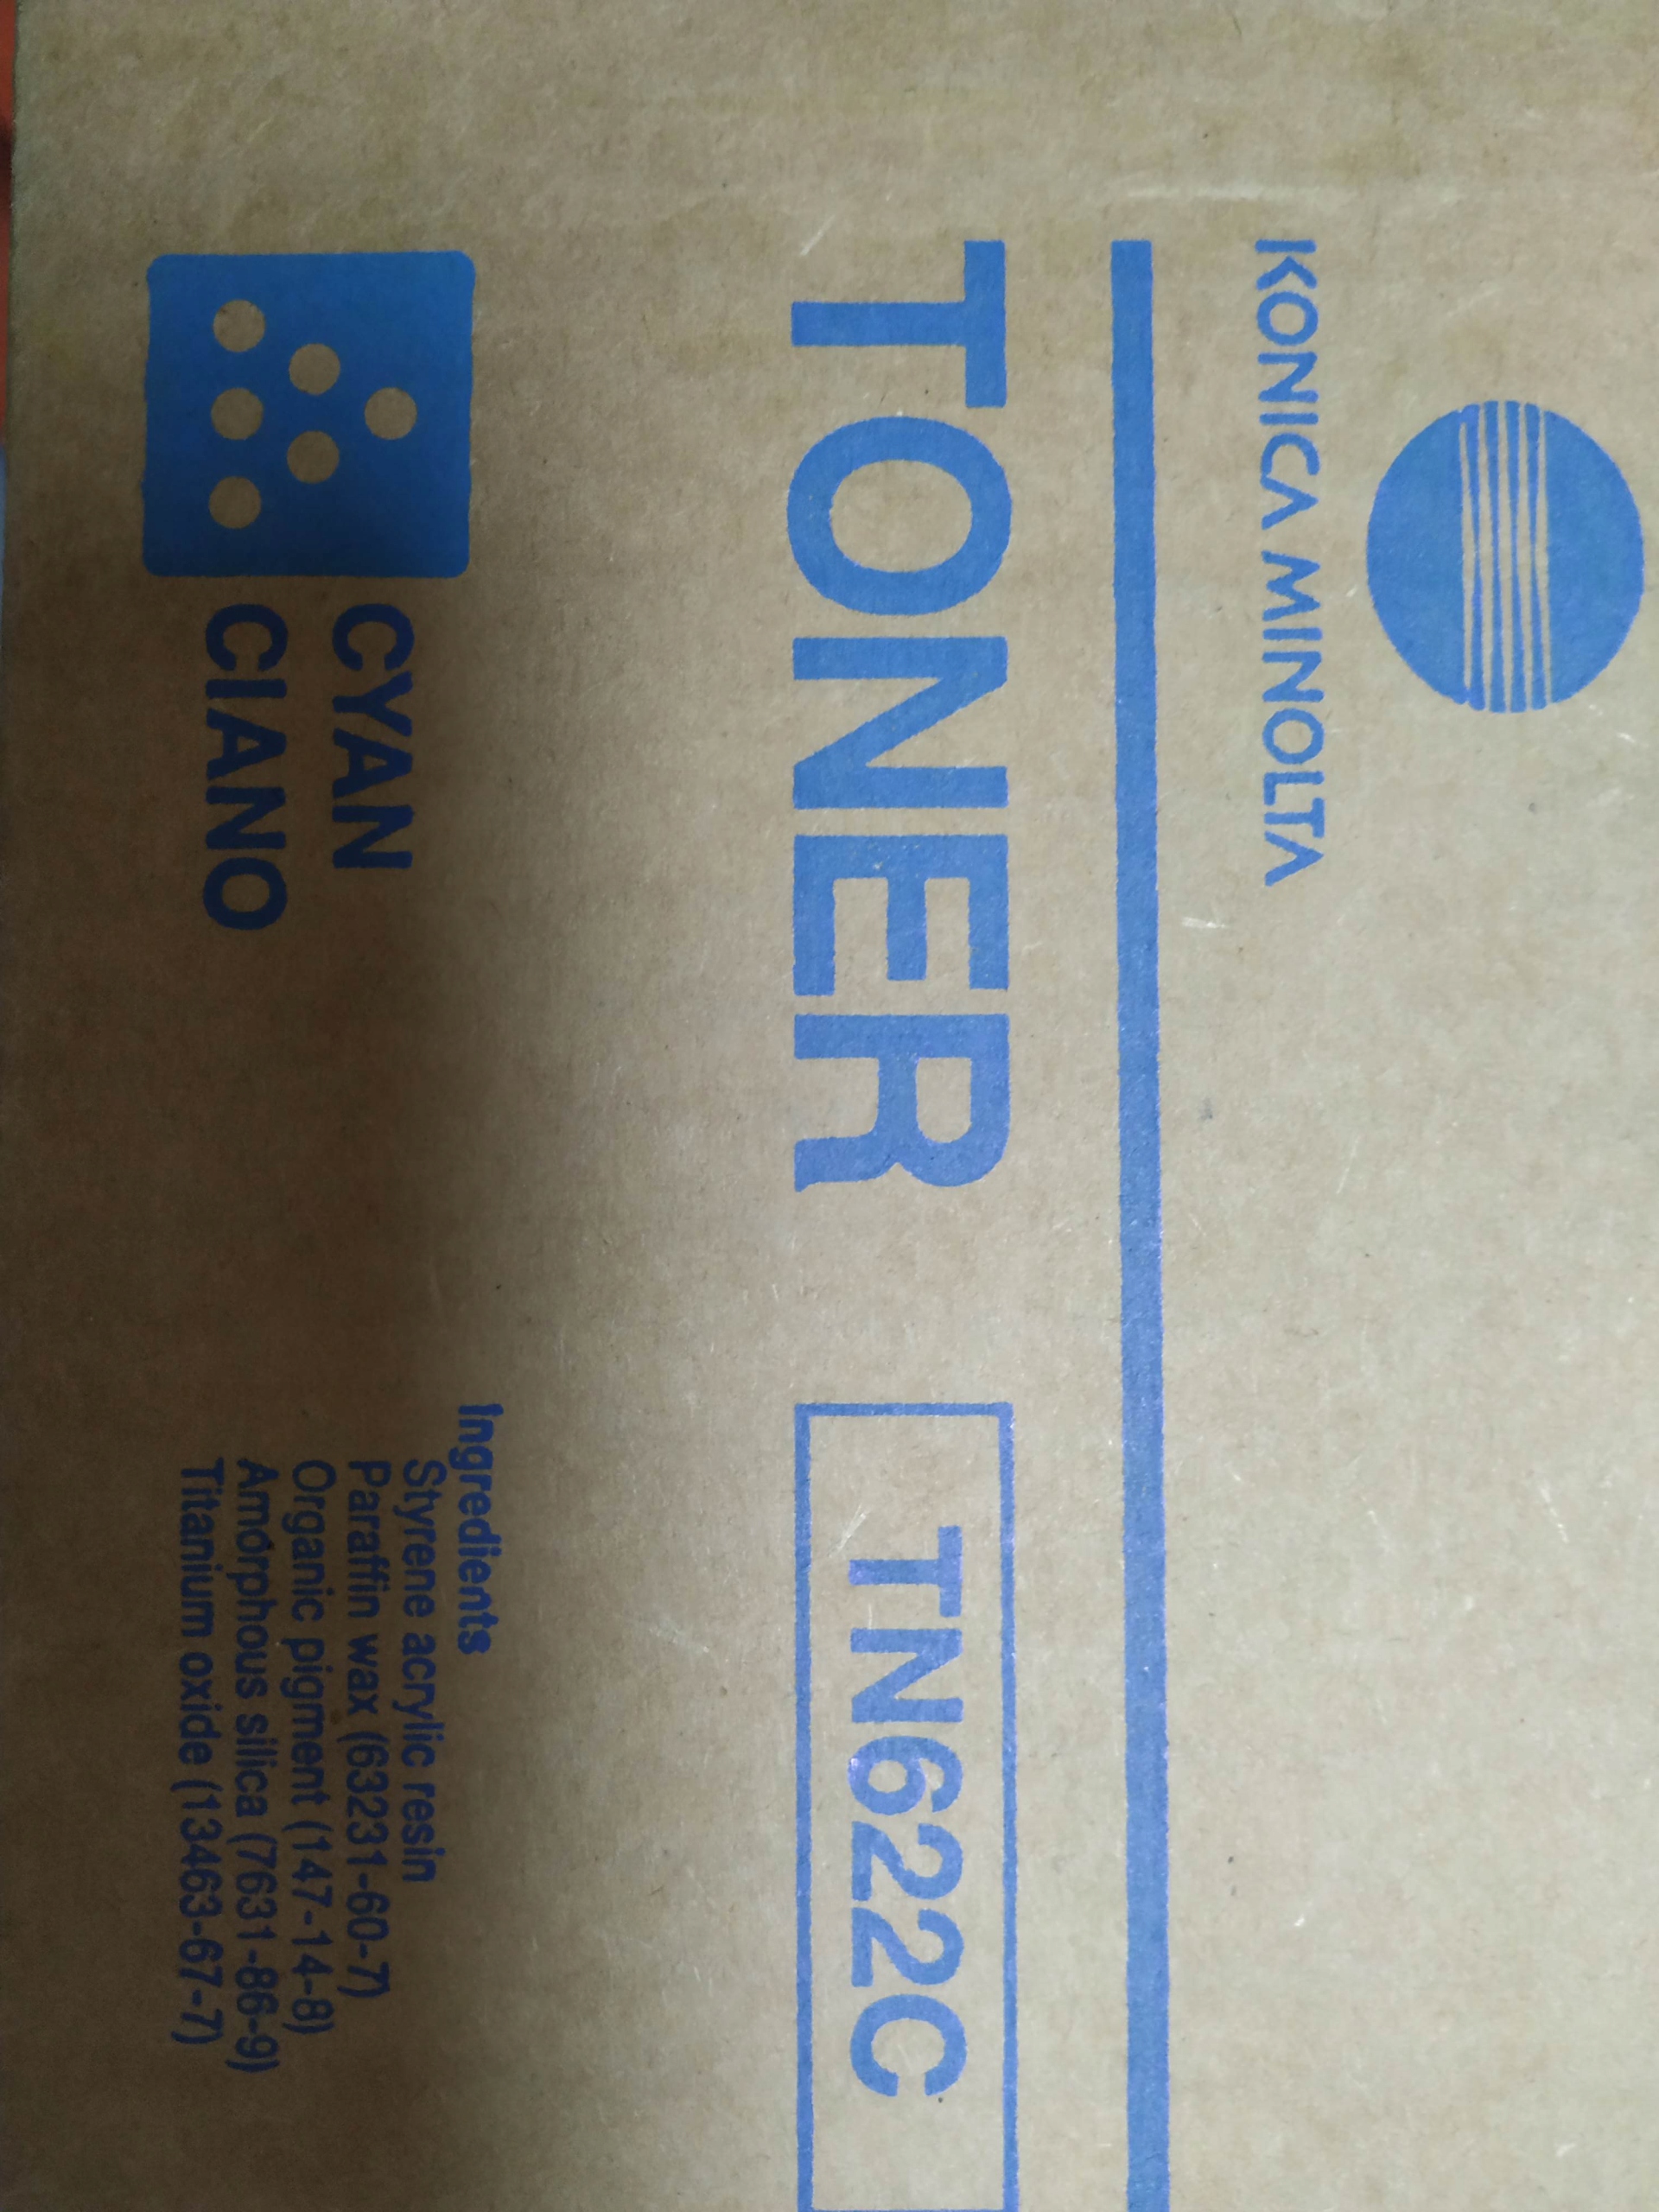 KONICA MINOLTA
TONER
TN622C
CYAN
CIANO
Ingredients
Styrene acrylic resin
Paraffin wax (63231-60-7)
Organic pigment (147-14-8)
Amorphous silica (7631-86-9)
Titanium oxide (13463-67-7)